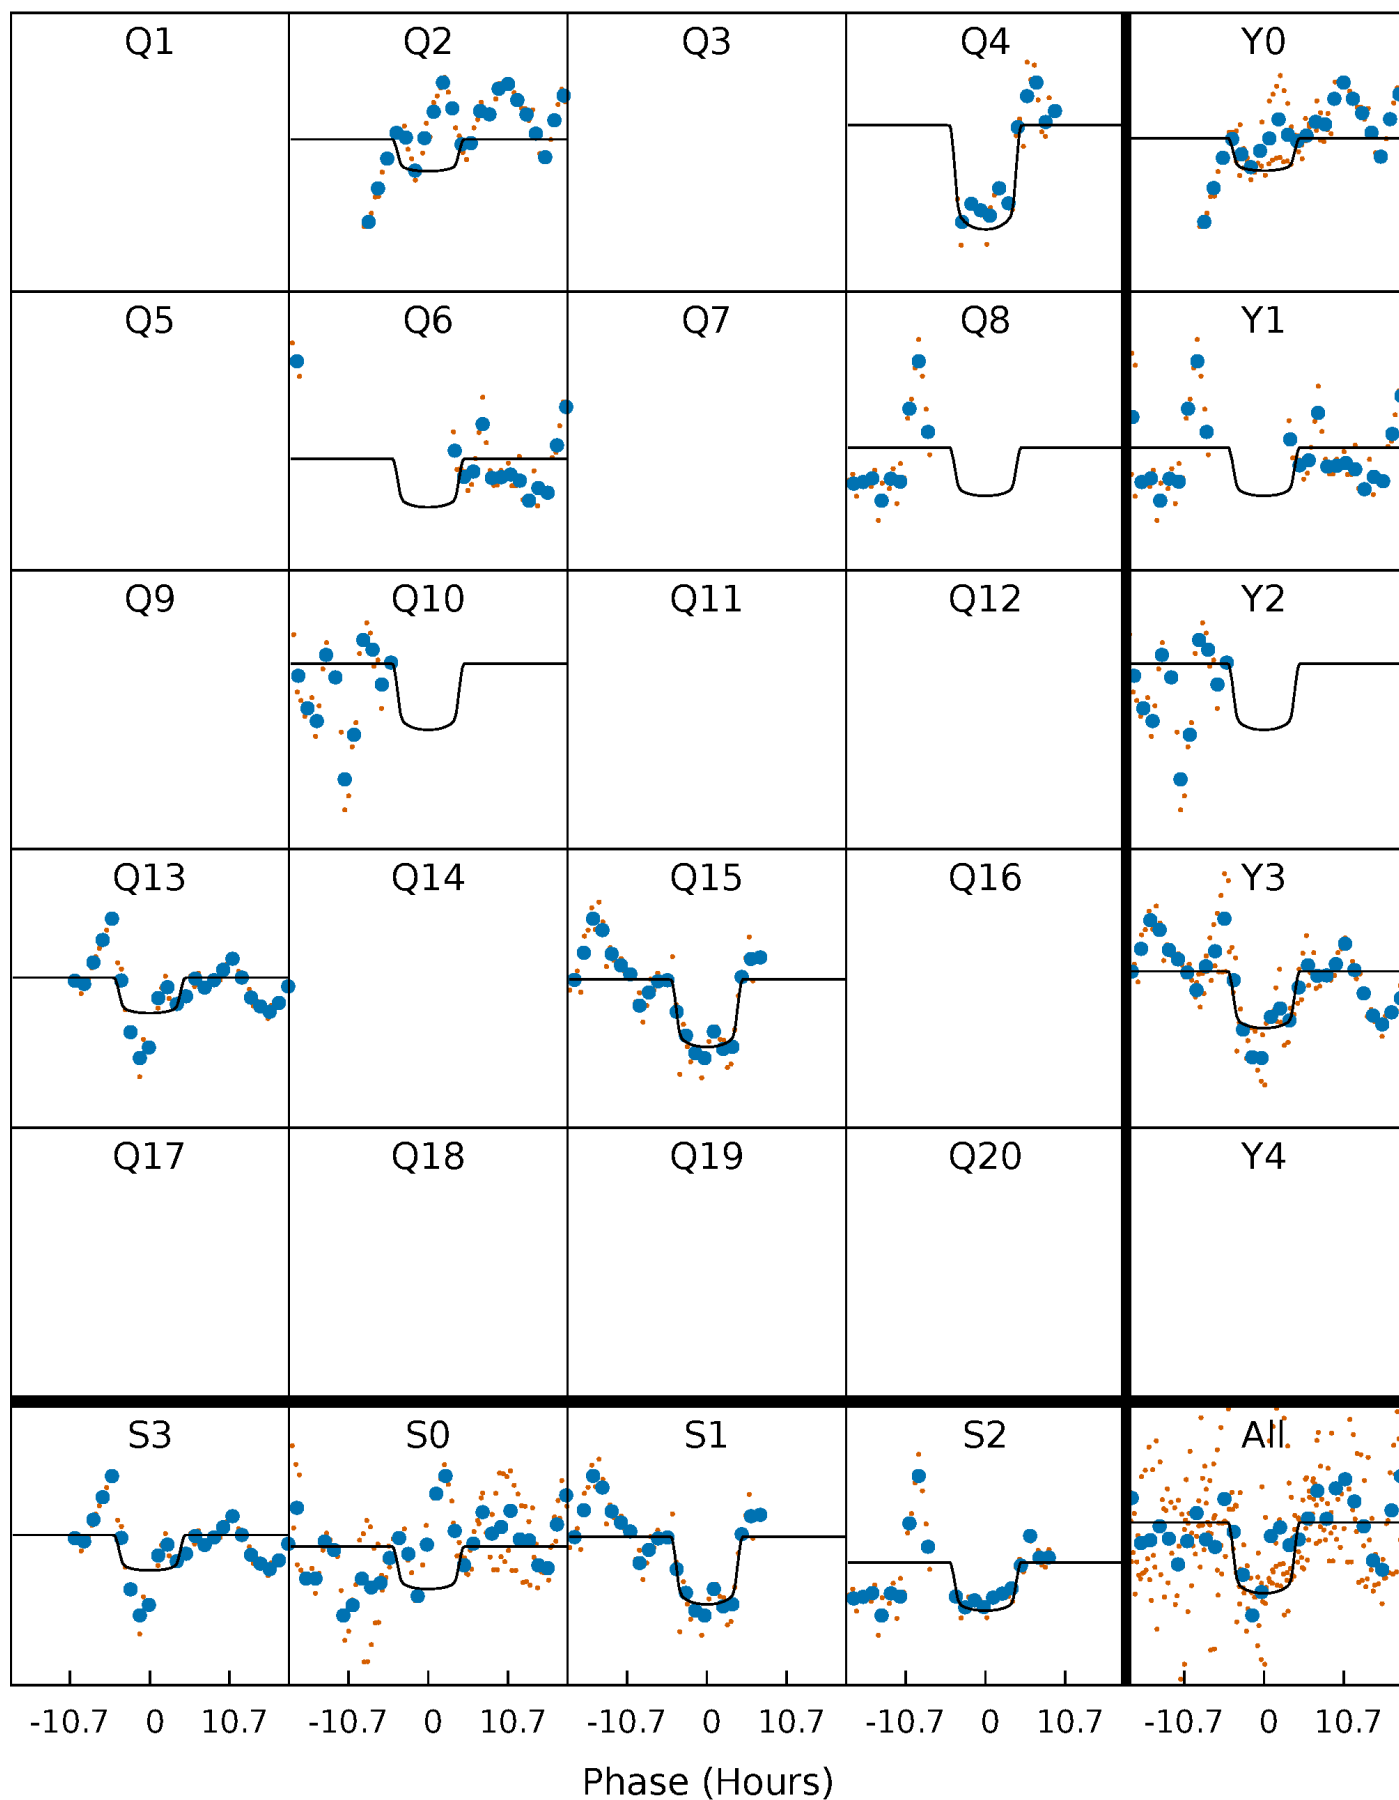 Q1 Q2 Q3 Q4 Y0
Q5 Q6 Q7 Q8 Y1
Q9 Q10 Q11 Q12 Y2
Q13 Q14 Q15 Q16 Y3
Q17 Q18 Q19 Q20 Y4
S3 S0 S1 S2 All
-10.7 0 10.7 -10.7 0 10.7 -10.7 0 10.7 -10.7 0 10.7 -10.7 0 10.7
Phase (Hours)